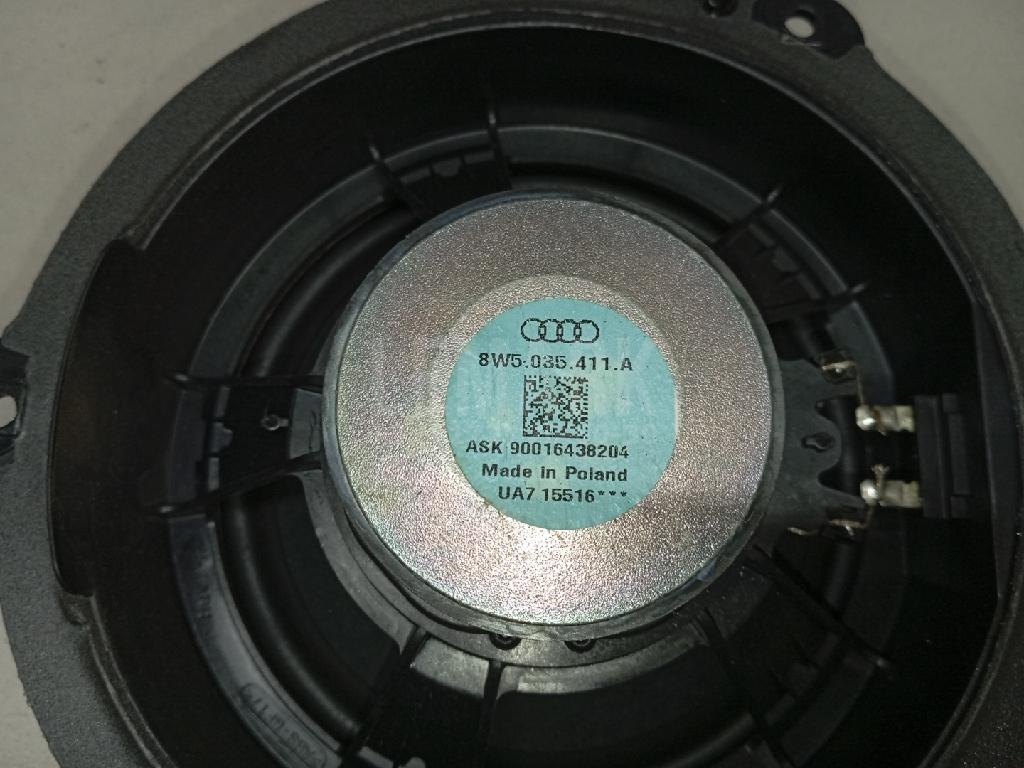 8W5.035.411.A
ASK 90016438204
Made in Poland
UA7 15516***